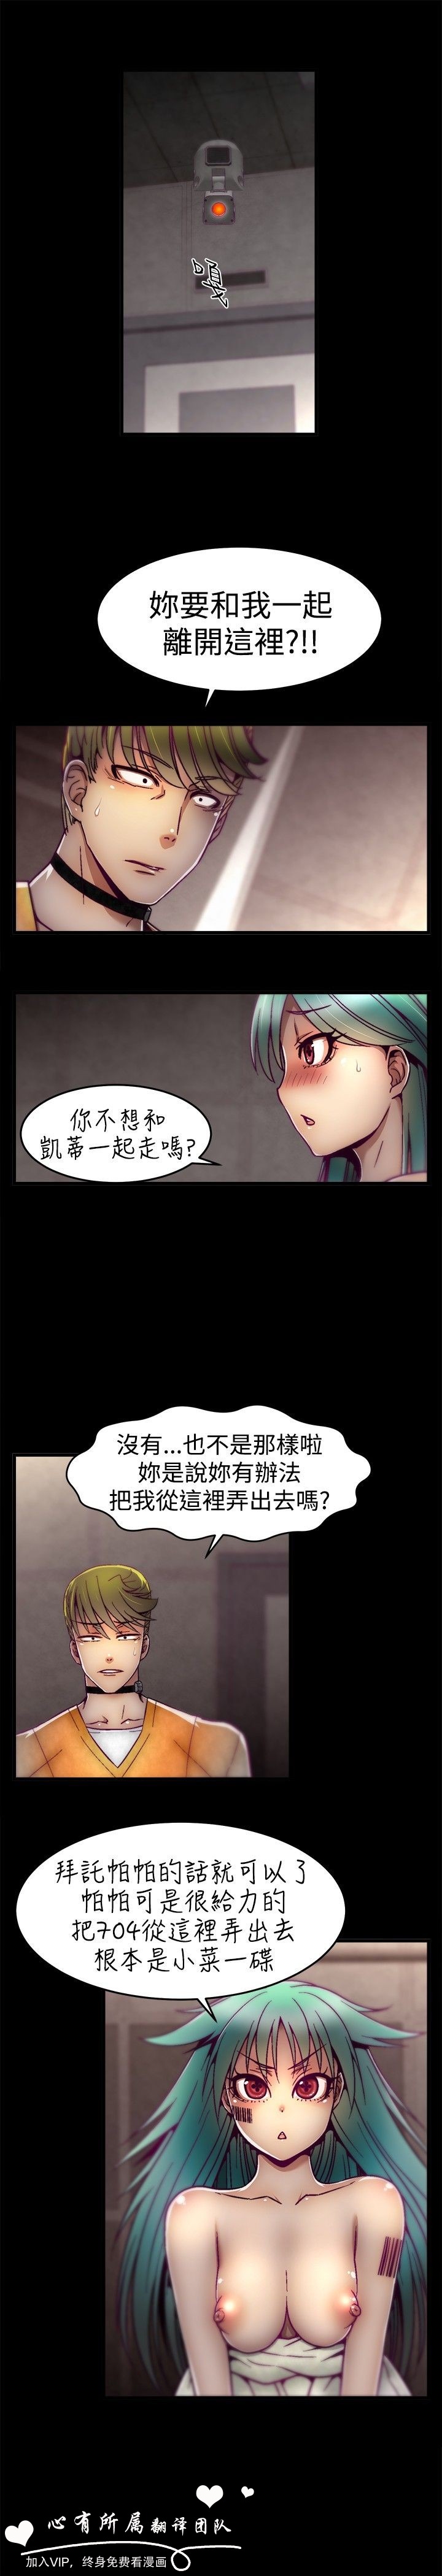 嘎
妳要和我一起
離開這裡?!!
你不想和
凱蒂一起走嗎?
沒有...也不是那樣啦
妳是說妳有辦法
把我從這裡弄出去嗎?
拜託帕帕的話就可以了
帕帕可是很給力的
把704從這裡弄出去
根本是小菜一碟
心有所属翻译团队
加入VIP，终身免费看漫画